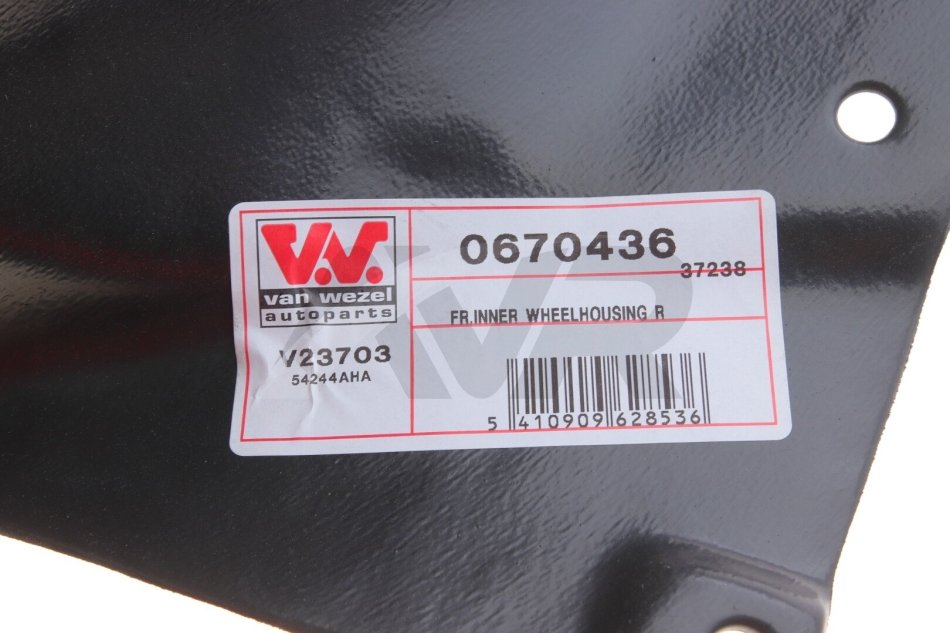 V.W.
van wezel
autoparts
V23703
54244AHA
0670436
37238
FR.INNER WHEELHOUSING R
5 410909 628536